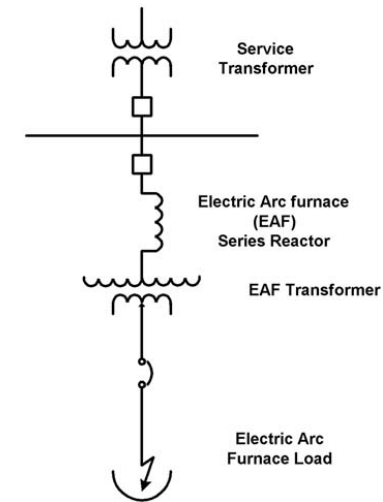 Service
Transformer
Electric Arc furnace
(EAF)
Series Reactor
EAF Transformer
Electric Arc
Furnace Load